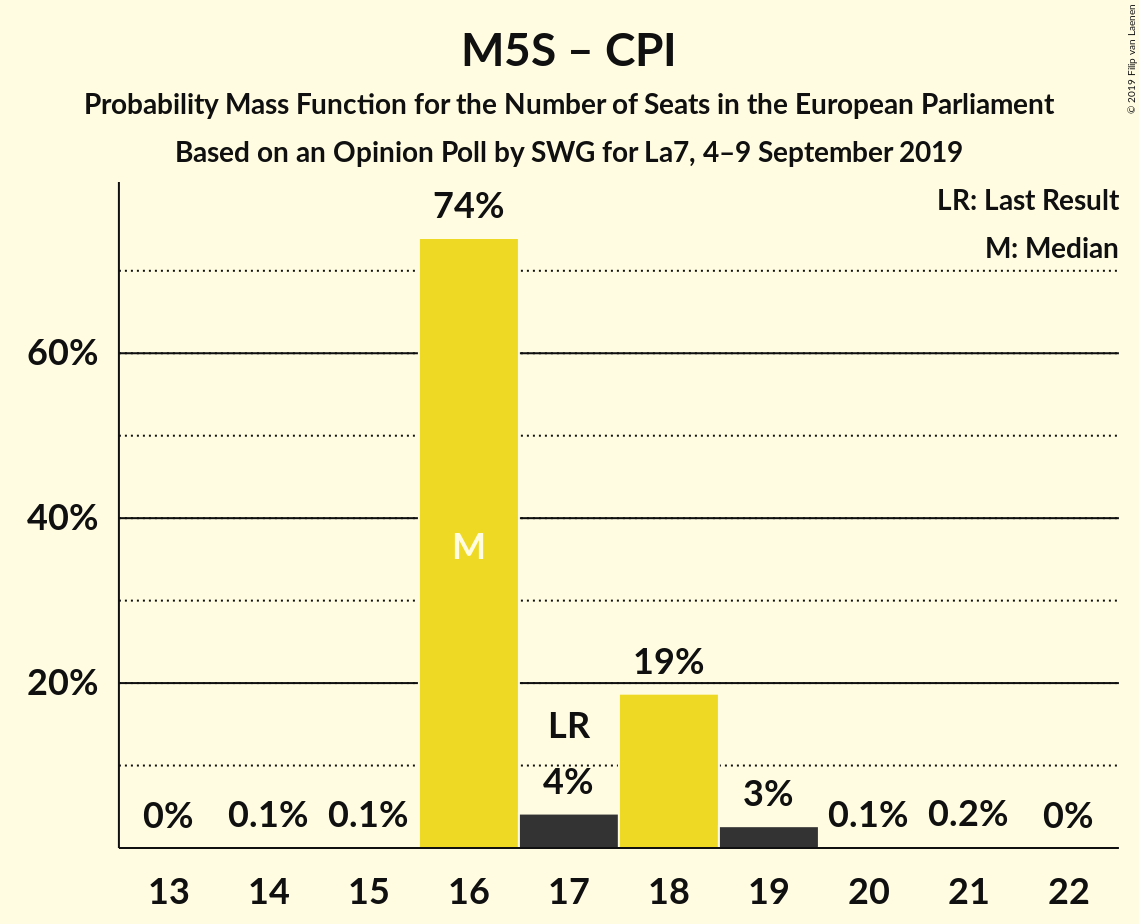 M5S – CPI
Probability Mass Function for the Number of Seats in the European Parliament
Based on an Opinion Poll by SWG for La7, 4–9 September 2019
© 2019 Filip van Laenen
LR: Last Result
M: Median
74%
60%
40%
M
20%
19%
LR
4%
3%
0%
0.1%
0.1%
0.1%
0.2%
0%
13 14 15 16 17 18 19 20 21 22